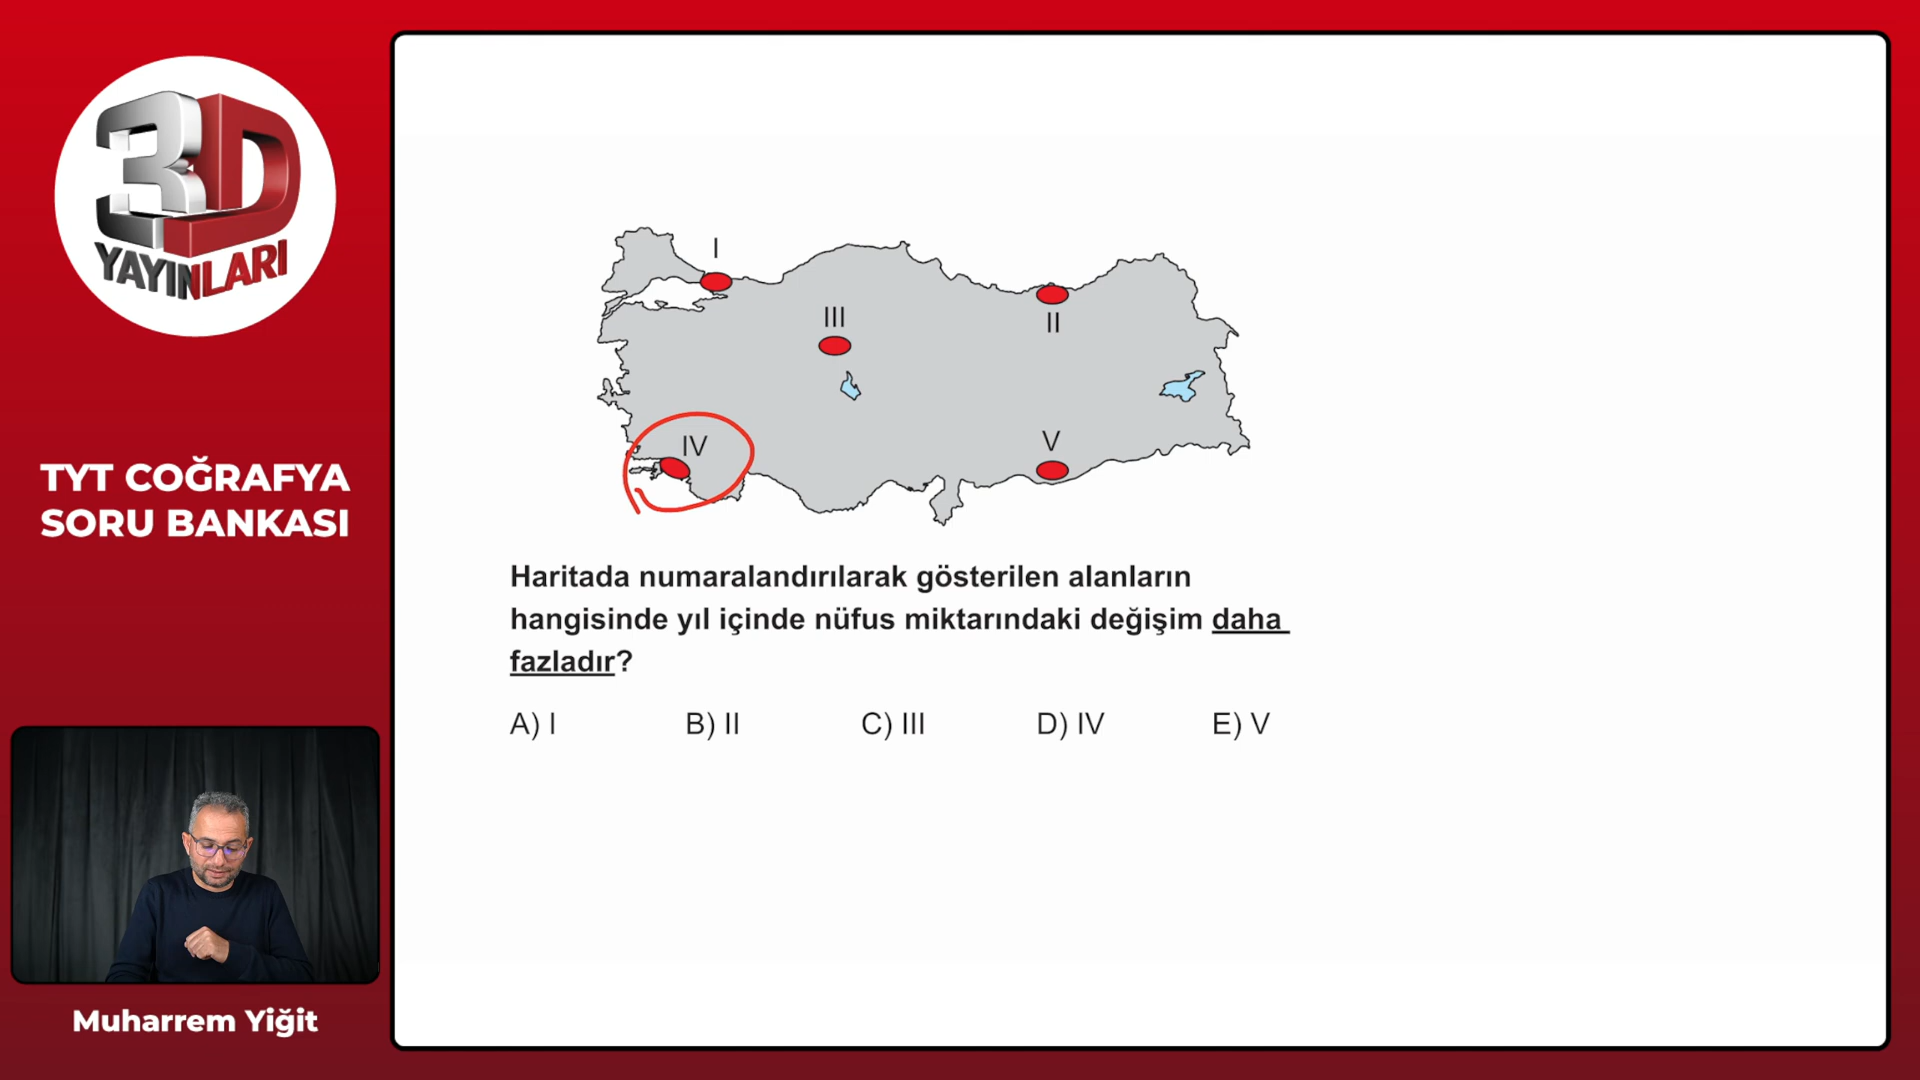 3D
YAYINLARI
TYT COĞRAFYA
SORU BANKASI
Muharrem Yiğit
I
II
III
IV
V
Haritada numaralandırılarak gösterilen alanların
hangisinde yıl içinde nüfus miktarındaki değişim daha
fazladır?
A) I B) II C) III D) IV E) V